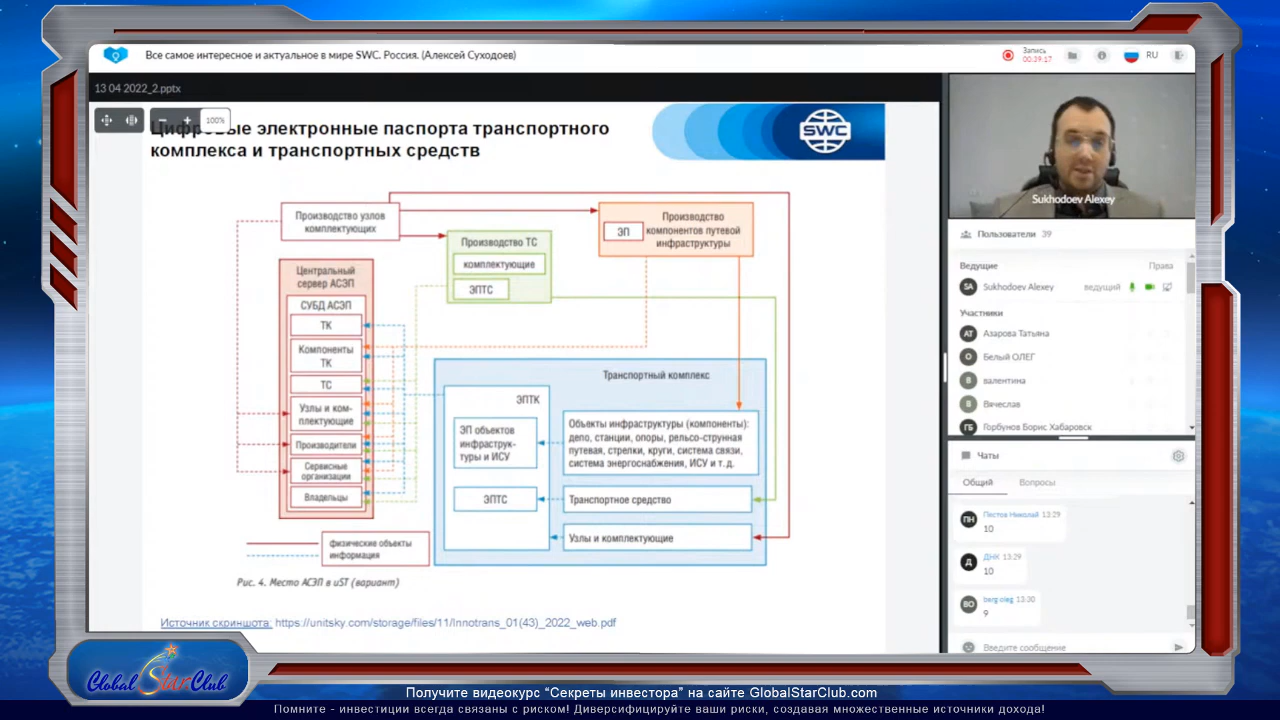 Все самое интересное и актуальное в мире SWC. Россия. (Алексей Суходоев)
Запись
00:39:17
RU
13 04 2022_2.pptx
100%
Цифровые электронные паспорта транспортного
комплекса и транспортных средств
SWC
Производство узлов
комплектующих
Производство ТС
комплектующие
ЭПТС
Производство
компонентов путевой
инфраструктуры
ЭП
Центральный
сервер АСЭП
СУБД АСЭП
ТК
Компоненты
ТК
ТС
Узлы и ком-
плектующие
Производители
Сервисные
организации
Владельцы
Транспортный комплекс
ЭПТК
ЭП объектов
инфраструк-
туры и ИСУ
ЭПТС
Объекты инфраструктуры (компоненты):
депо, станции, опоры, рельсо-струнная
путевая, стрелки, круги, система связи,
система энергоснабжения, ИСУ и т.д.
Транспортное средство
Узлы и комплектующие
физические объекты
информация
Рис. 4. Место АСЭП в uST (вариант)
Источник скриншота: https://unitsky.com/storage/files/11/Innotrans_01(43)_2022_web.pdf
Sukhodoev Alexey
Пользователи 39
Ведущие Права
SA Sukhodoev Alexey ведущий
Участники
АТ Азарова Татьяна
О Белый ОЛЕГ
В валентина
В Вячеслав
ГБ Горбунов Борис Хабаровск
Чаты
Общий Вопросы
ПН Пестов Николай 13:29
10
Д ДНК 13:29
10
BO berg oleg 13:30
9
Введите сообщение
Global Star Club
Получите видеокурс "Секреты инвестора" на сайте GlobalStarClub.com
Помните - инвестиции всегда связаны с риском! Диверсифицируйте ваши риски, создавая множественные источники дохода!